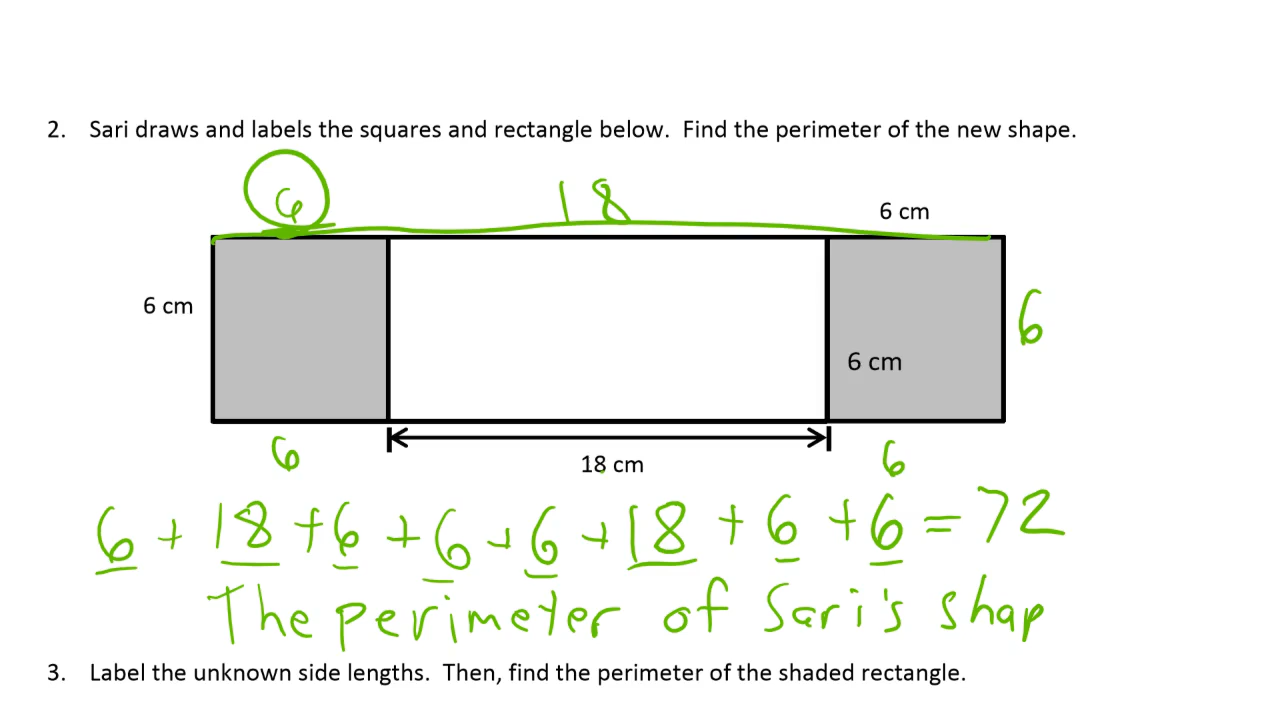 2. Sari draws and labels the squares and rectangle below. Find the perimeter of the new shape.
6
18
6 cm
6 cm
6
6 cm
6
18 cm
6
6 + 18 + 6 + 6 + 6 + 18 + 6 + 6 = 72
The perimeter of Sari's shap
3. Label the unknown side lengths. Then, find the perimeter of the shaded rectangle.